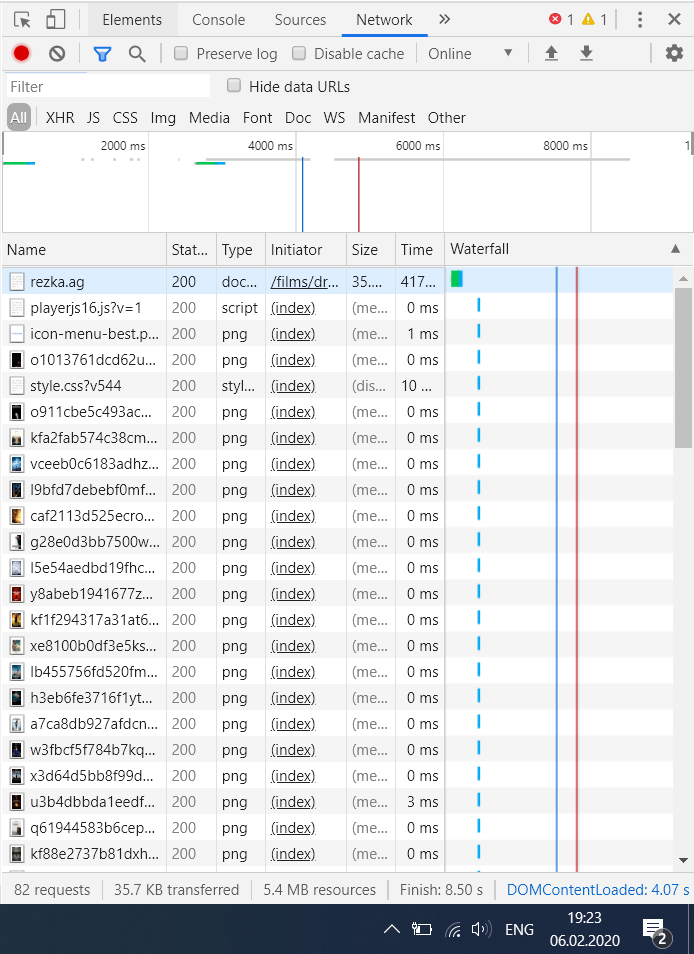 Elements Console Sources Network 1 1
Preserve log Disable cache Online
Filter Hide data URLs
All XHR JS CSS Img Media Font Doc WS Manifest Other
2000 ms 4000 ms 6000 ms 8000 ms 1
Name Stat... Type Initiator Size Time Waterfall
rezka.ag 200 doc... /films/dr... 35.... 417...
playerjs16.js?v=1 200 script (index) (me... 0 ms
icon-menu-best.p... 200 png (index) (me... 1 ms
o1013761dcd62u... 200 png (index) (me... 0 ms
style.css?v544 200 styl... (index) (dis... 10 ...
o911cbe5c493ac... 200 png (index) (me... 0 ms
kfa2fab574c38cm... 200 png (index) (me... 0 ms
vceeb0c6183adhz... 200 png (index) (me... 0 ms
l9bfd7debebf0mf... 200 png (index) (me... 0 ms
caf2113d525ecro... 200 png (index) (me... 0 ms
g28e0d3bb7500w... 200 png (index) (me... 0 ms
l5e54aedbd19fhc... 200 png (index) (me... 0 ms
y8abeb1941677z... 200 png (index) (me... 0 ms
kf1f294317a31at6... 200 png (index) (me... 0 ms
xe8100b0df3e5ks... 200 png (index) (me... 0 ms
lb455756fd520fm... 200 png (index) (me... 0 ms
h3eb6fe3716f1yt... 200 png (index) (me... 0 ms
a7ca8db927afdcn... 200 png (index) (me... 0 ms
w3fbcf5f784b7kq... 200 png (index) (me... 0 ms
x3d64d5bb8f99d... 200 png (index) (me... 0 ms
u3b4dbbda1eedf... 200 png (index) (me... 3 ms
q61944583b6cep... 200 png (index) (me... 0 ms
kf88e2737b81dxh... 200 png (index) (me... 0 ms
82 requests 35.7 KB transferred 5.4 MB resources Finish: 8.50 s DOMContentLoaded: 4.07 s
ENG 19:23 2
06.02.2020